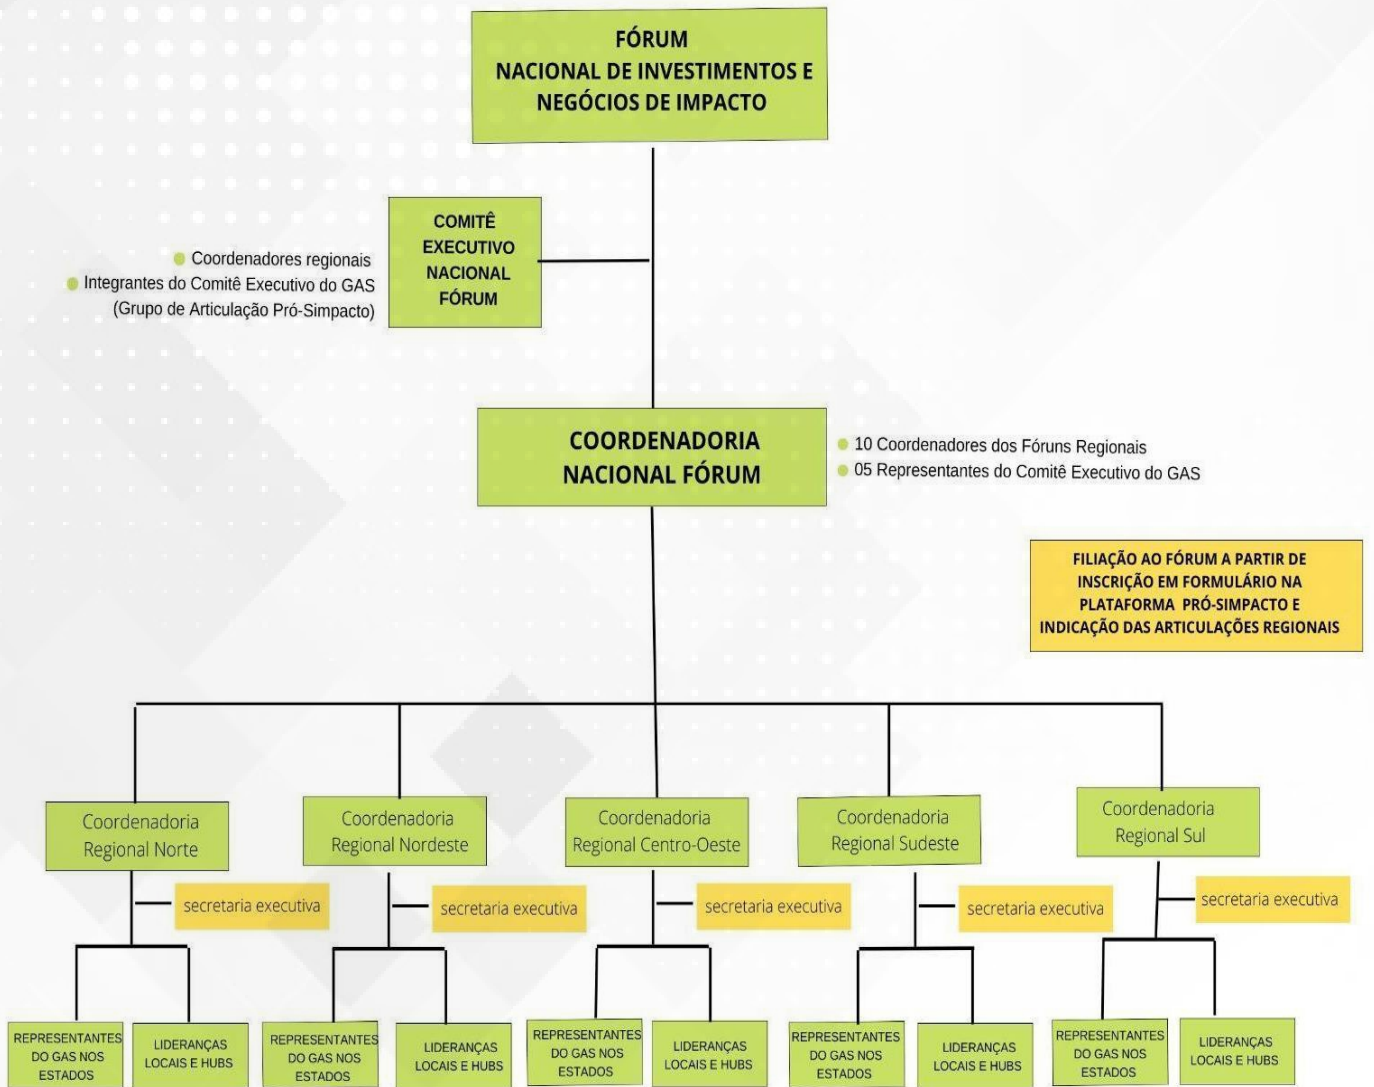 FÓRUM
NACIONAL DE INVESTIMENTOS E
NEGÓCIOS DE IMPACTO
COMITÊ
EXECUTIVO
NACIONAL
FÓRUM
Coordenadores regionais
Integrantes do Comitê Executivo do GAS
(Grupo de Articulação Pró-Simpacto)
COORDENADORIA
NACIONAL FÓRUM
10 Coordenadores dos Fóruns Regionais
05 Representantes do Comitê Executivo do GAS
FILIAÇÃO AO FÓRUM A PARTIR DE
INSCRIÇÃO EM FORMULÁRIO NA
PLATAFORMA PRÓ-SIMPACTO E
INDICAÇÃO DAS ARTICULAÇÕES REGIONAIS
Coordenadoria
Regional Norte
Coordenadoria
Regional Nordeste
Coordenadoria
Regional Centro-Oeste
Coordenadoria
Regional Sudeste
Coordenadoria
Regional Sul
secretaria executiva
secretaria executiva
secretaria executiva
secretaria executiva
secretaria executiva
REPRESENTANTES
DO GAS NOS
ESTADOS
LIDERANÇAS
LOCAIS E HUBS
REPRESENTANTES
DO GAS NOS
ESTADOS
LIDERANÇAS
LOCAIS E HUBS
REPRESENTANTES
DO GAS NOS
ESTADOS
LIDERANÇAS
LOCAIS E HUBS
REPRESENTANTES
DO GAS NOS
ESTADOS
LIDERANÇAS
LOCAIS E HUBS
REPRESENTANTES
DO GAS NOS
ESTADOS
LIDERANÇAS
LOCAIS E HUBS